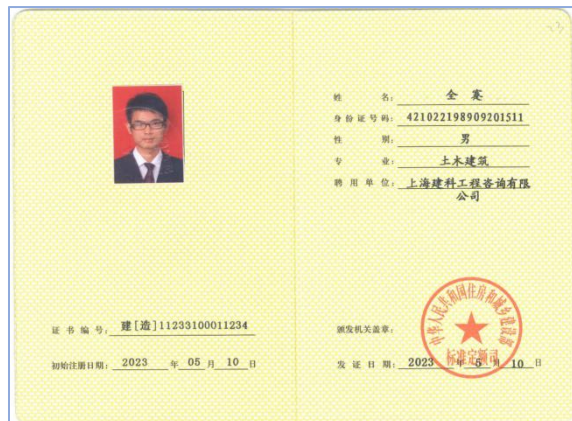 姓 名： 全 寞
身份证号码： 421022198909201511
性 别： 男
专 业： 土木建筑
聘用单位： 上海建科工程咨询有限
公司
证书编号： 建[造]11233100011234
初始注册日期： 2023 年 05 月 10 日
颁发机关盖章：
中华人民共和国住房和城乡建设部
标准定额司
发证日期： 2023 年 5 月 10 日